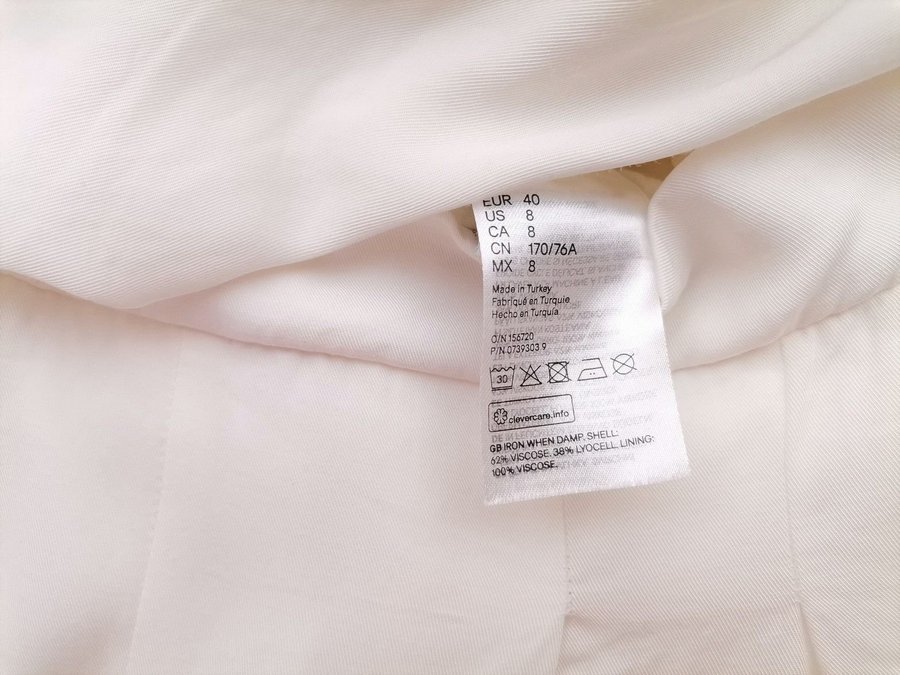 EUR 40
US 8
CA 8
CN 170/76A
MX 8
Made in Turkey
Fabriqué en Turquie
Hecho en Turquía
O/N 156720
P/N 0739303.9
30
clevercare.info
GB IRON WHEN DAMP. SHELL:
62% VISCOSE. 38% LYOCELL. LINING:
100% VISCOSE.